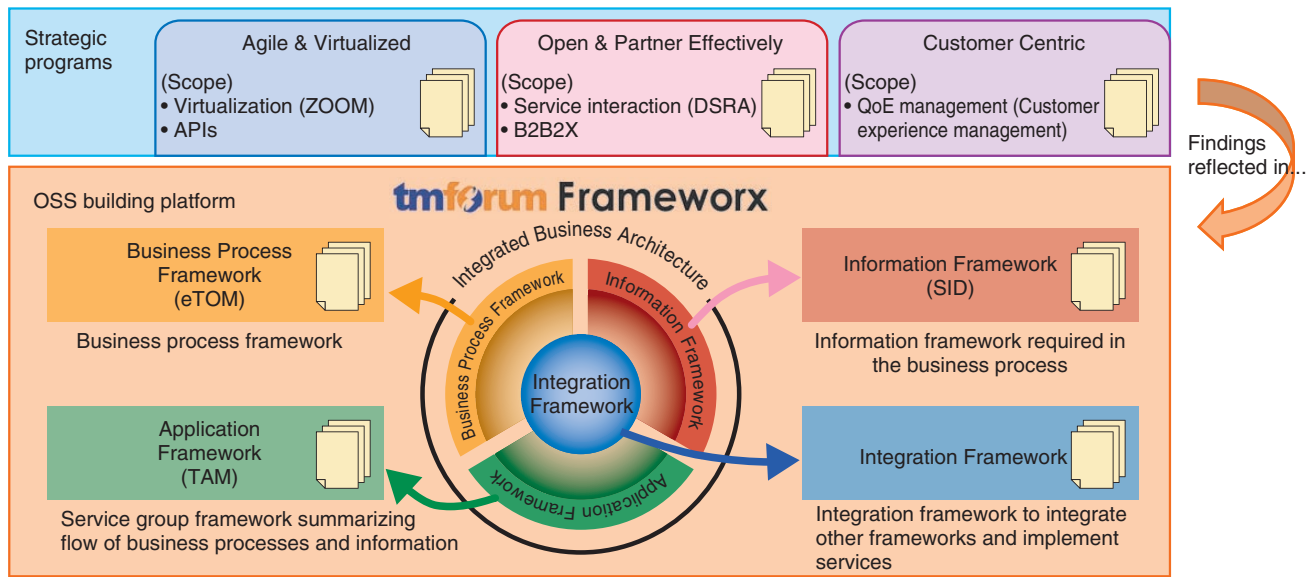 Strategic
programs
Agile & Virtualized
(Scope)
• Virtualization (ZOOM)
• APIs
Open & Partner Effectively
(Scope)
• Service interaction (DSRA)
• B2B2X
Customer Centric
(Scope)
• QoE management (Customer
experience management)
Findings
reflected in...
OSS building platform
tmforum Frameworx
Business Process
Framework
(eTOM)
Business process framework
Application
Framework
(TAM)
Service group framework summarizing
flow of business processes and information
Integrated Business Architecture
Business Process Framework
Information Framework
Application Framework
Integration
Framework
Information Framework
(SID)
Information framework required in
the business process
Integration Framework
Integration framework to integrate
other frameworks and implement
services